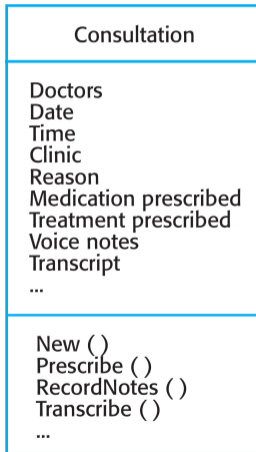 Consultation
Doctors
Date
Time
Clinic
Reason
Medication prescribed
Treatment prescribed
Voice notes
Transcript
...
New ( )
Prescribe ( )
RecordNotes ( )
Transcribe ( )
...